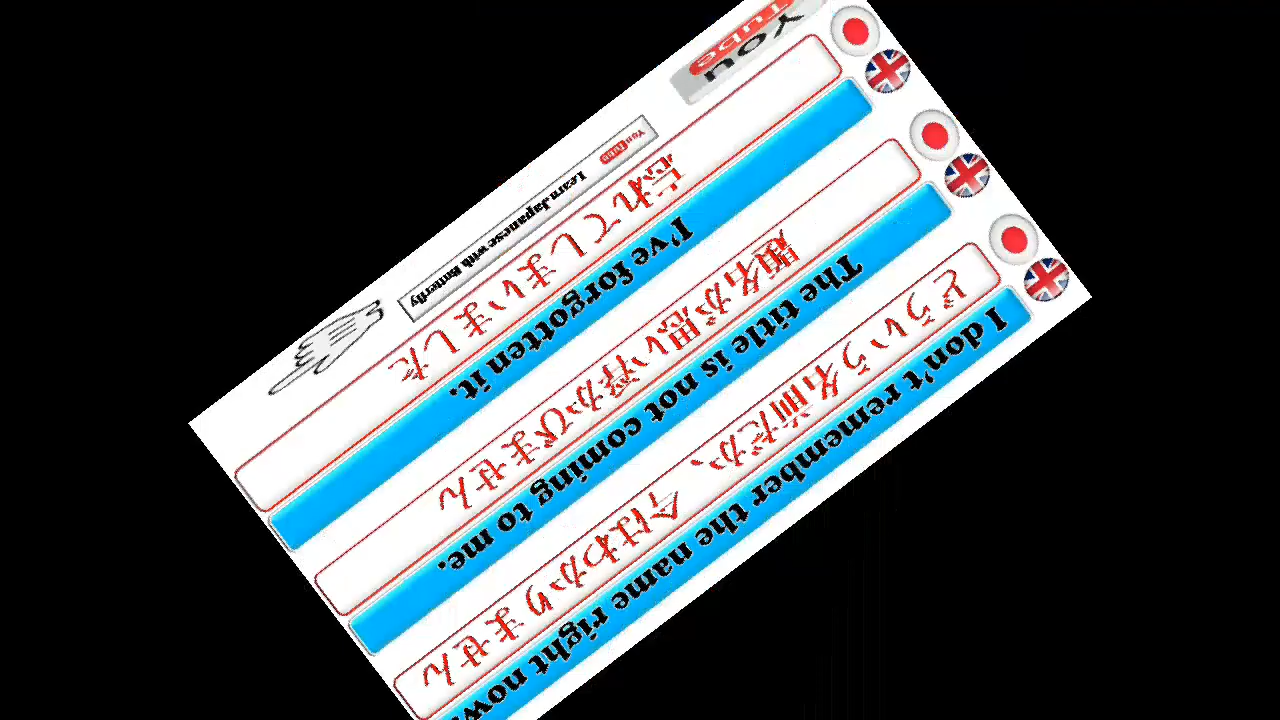 I don't remember the name right now.
どういう名前だか、今はわかりません
The title is not coming to me.
題名が思い浮かびません
I've forgotten it.
忘れてしまいました
YouTube Learn Japanese with Butterfly
You
Tube